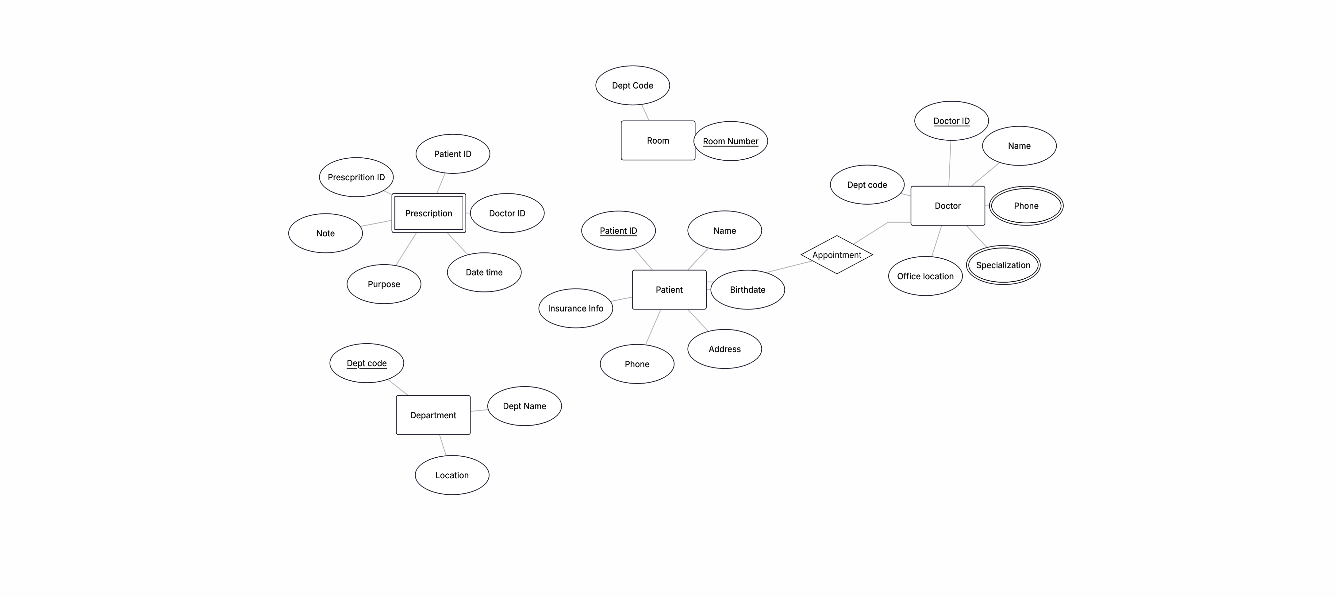 Dept Code
Room
Room Number
Doctor ID
Name
Dept code
Doctor
Phone
Office location
Specialization
Patient ID
Prescprition ID
Prescription
Doctor ID
Note
Date time
Purpose
Patient ID
Name
Appointment
Patient
Birthdate
Insurance Info
Address
Phone
Dept code
Dept Name
Department
Location